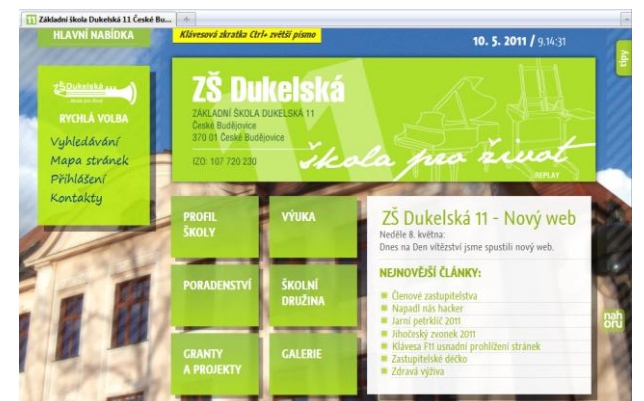 Základní škola Dukelská 11 České Bu...
HLAVNÍ NABÍDKA
Klávesová zkratka Ctrl+ zvětší písmo
10. 5. 2011 / 9.14:31
tipy
ZŠ Dukelská
RYCHLÁ VOLBA
Vyhledávání
Mapa stránek
Přihlášení
Kontakty
ZŠ Dukelská
ZÁKLADNÍ ŠKOLA DUKELSKÁ 11
České Budějovice
370 01 České Budějovice
IZO: 107 720 230
11
škola pro život
REPLAY
PROFIL
ŠKOLY
VÝUKA
PORADENSTVÍ
ŠKOLNÍ
DRUŽINA
GRANTY
A PROJEKTY
GALERIE
ZŠ Dukelská 11 - Nový web
Neděle 8. května:
Dnes na Den vítězství jsme spustili nový web.
NEJNOVĚJŠÍ ČLÁNKY:
Členové zastupitelstva
Napadl nás hacker
Jarní petrklíč 2011
Jihočeský zvonek 2011
Klávesa F11 usnadní prohlížení stránek
Zastupitelské déčko
Zdravá výživa
nah
oru